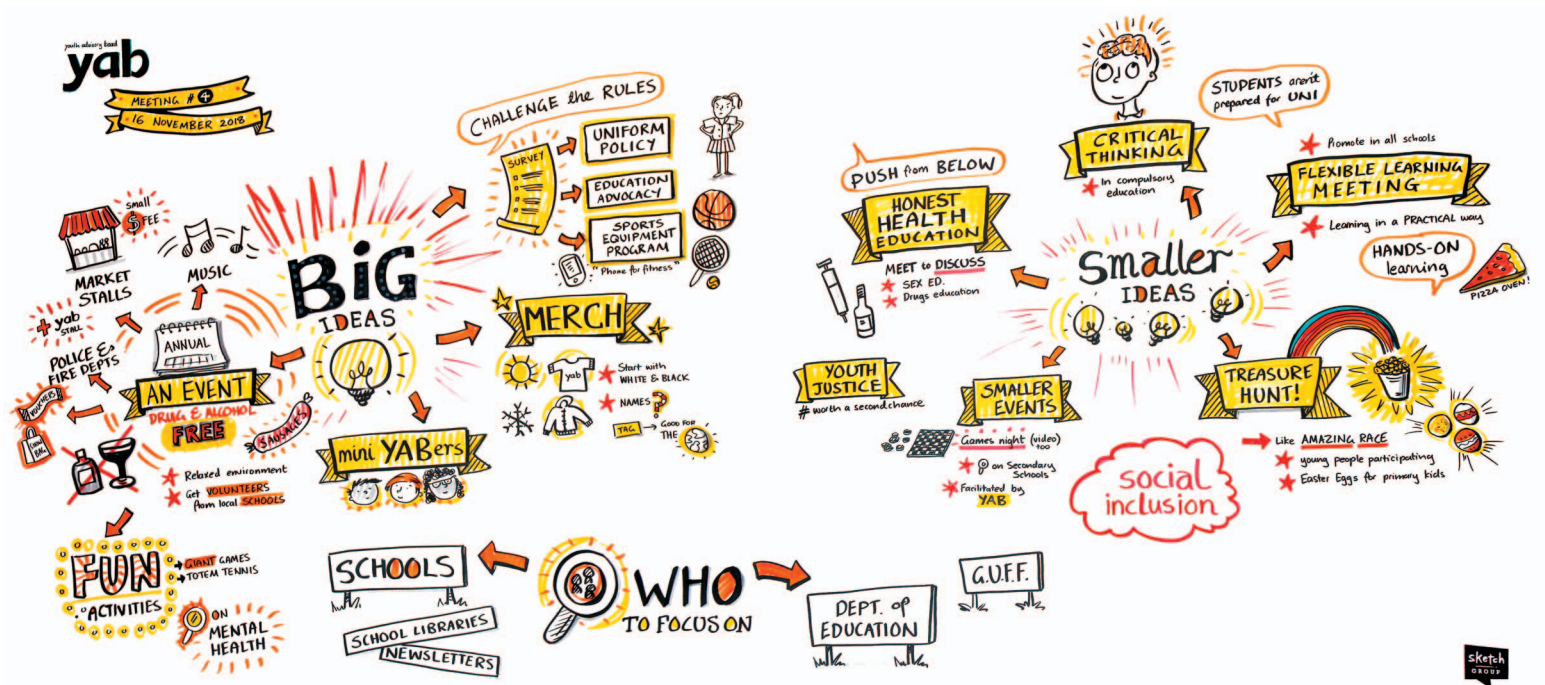 youth advisory board
yab
MEETING # 4
16 NOVEMBER 2018
BIG
IDEAS
CHALLENGE the RULES
SURVEY
UNIFORM
POLICY
EDUCATION
ADVOCACY
SPORTS
EQUIPMENT
PROGRAM
"Phone for fitness"
MERCH
yab
Start with
WHITE & BLACK
NAMES?
TAG → GOOD FOR
THE
mini YABers
ANNUAL
AN EVENT
DRUG & ALCOHOL
FREE
Relaxed environment
Get VOLUNTEERS
from local SCHOOLS
MUSIC
small
$ FEE
MARKET
STALLS
+ yab
STALL
POLICE &
FIRE DEPTS
VOUCHERS
SHOW
BAG
SAUSAGES
FUN
ACTIVITIES
GIANT GAMES
TOTEM TENNIS
ON
MENTAL
HEALTH
WHO
TO FOCUS ON
SCHOOLS
SCHOOL LIBRARIES
NEWSLETTERS
DEPT. of
EDUCATION
G.U.F.F.
Smaller
IDEAS
PUSH from BELOW
HONEST
HEALTH
EDUCATION
MEET to DISCUSS
SEX ED.
Drugs education
CRITICAL
THINKING
In compulsory
education
STUDENTS aren't
prepared for UNI
Promote in all schools
FLEXIBLE LEARNING
MEETING
Learning in a PRACTICAL way
HANDS-ON
learning
PIZZA OVEN!
YOUTH
JUSTICE
# worth a second chance
SMALLER
EVENTS
Games night (video)
too
on Secondary
Schools
Facilitated by
YAB
TREASURE
HUNT!
Like AMAZING RACE
young people participating
Easter Eggs for primary kids
social
inclusion
sketch
GROUP